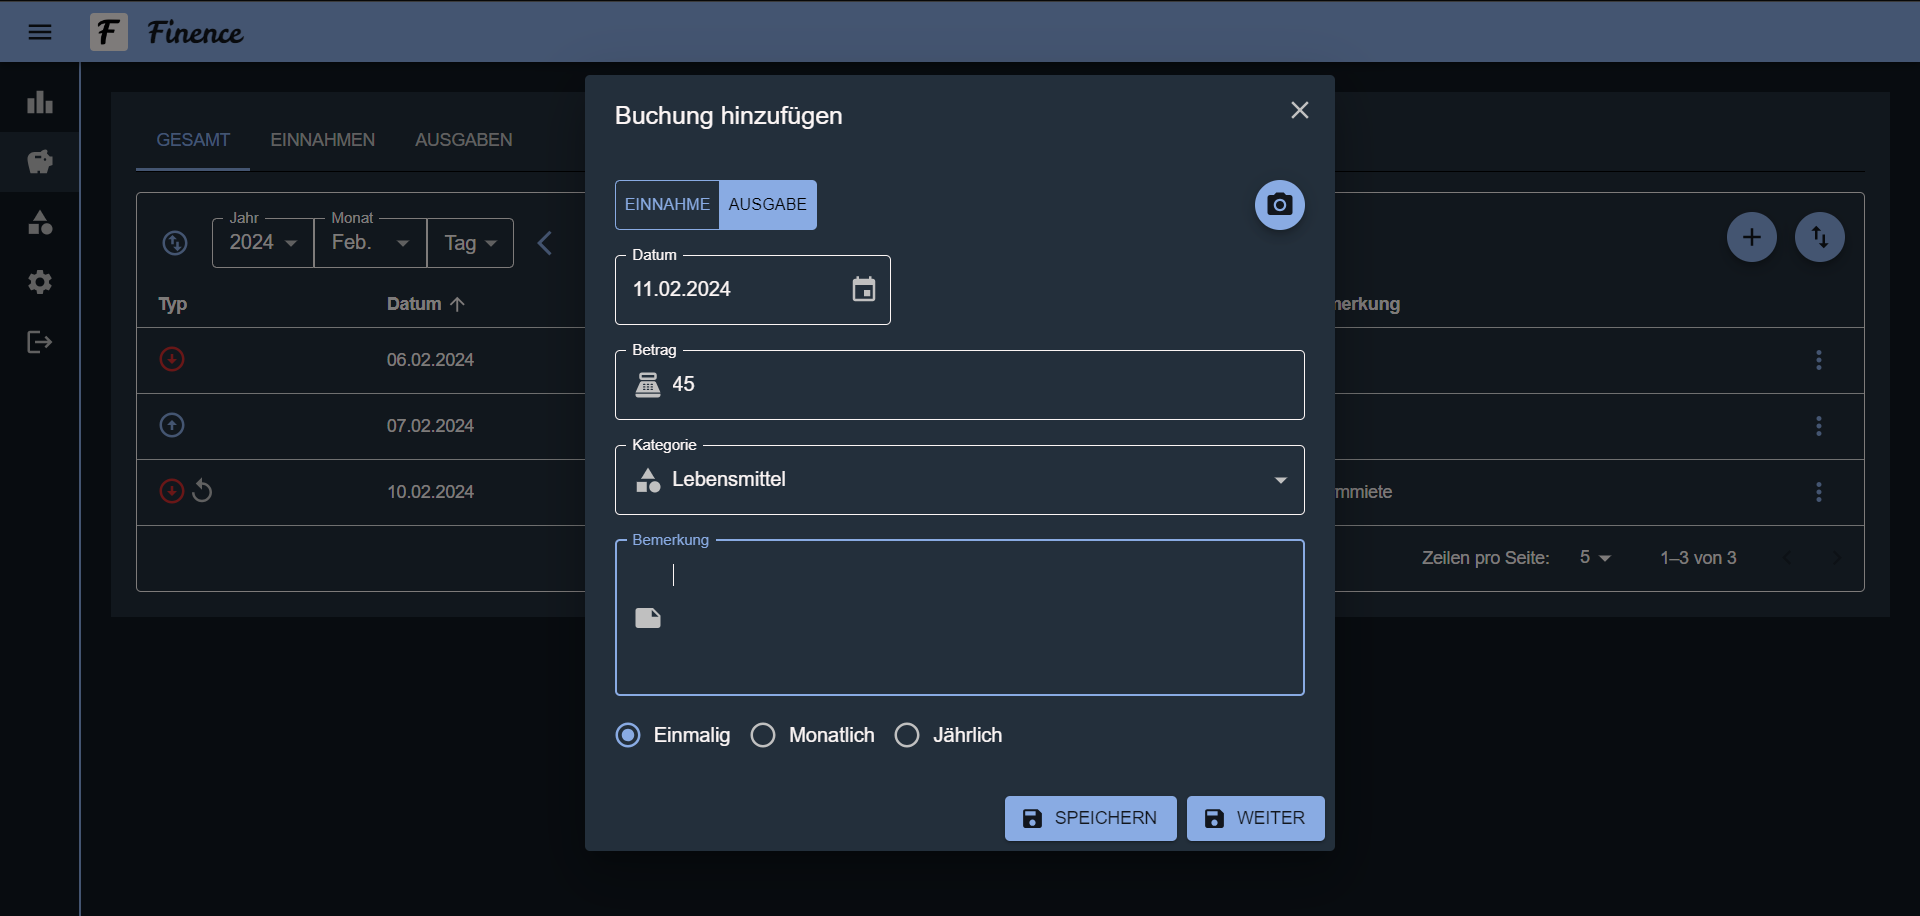 F Finence
GESAMT EINNAHMEN AUSGABEN
Jahr Monat
2024 Feb. Tag
Typ Datum
06.02.2024
07.02.2024
10.02.2024
Buchung hinzufügen
EINNAHME AUSGABE
Datum
11.02.2024
Betrag
45
Kategorie
Lebensmittel
Bemerkung
Einmalig Monatlich Jährlich
SPEICHERN WEITER
Zeilen pro Seite: 5 1–3 von 3